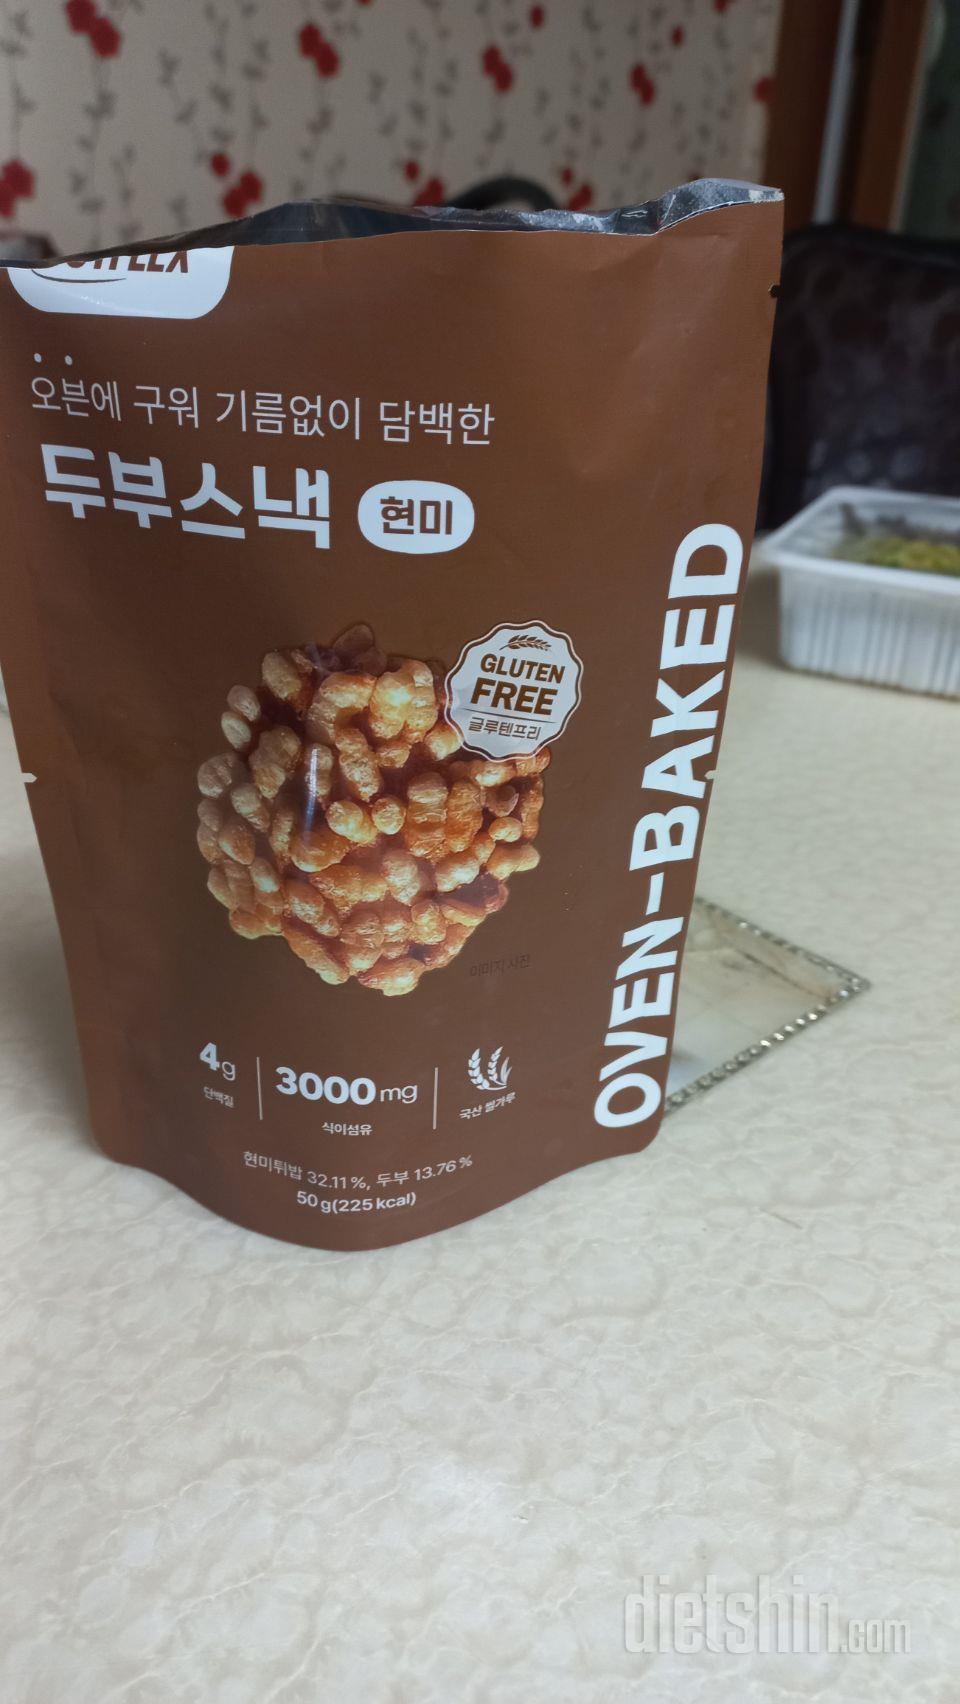 오븐에 구워 기름없이 담백한
두부스낵 현미
GLUTEN
FREE
글루텐프리
OVEN-BAKED
이미지 사진
4g
단백질
3000mg
식이섬유
국산 쌀가루
현미튀밥 32.11%, 두부 13.76%
50g(225kcal)
dietshin.com